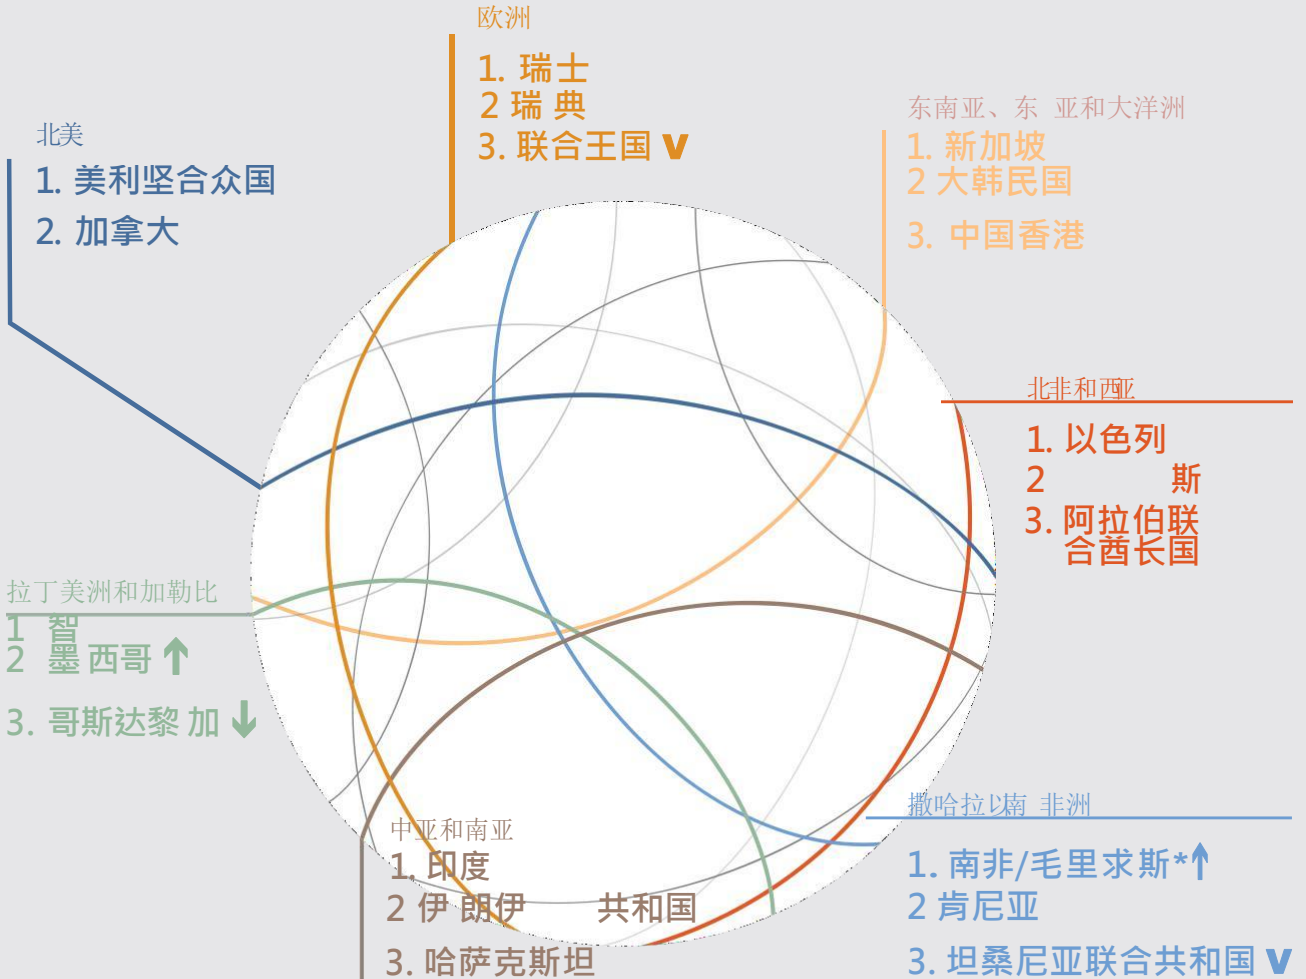 欧洲
1. 瑞士
2 瑞 典
3. 联合王国 V
北美
1. 美利坚合众国
2. 加拿大
东南亚、东 亚和大洋洲
1. 新加坡
2 大韩民国
3. 中国香港
北非和西亚
1. 以色列
2 斯
3. 阿拉伯联
合酋长国
拉丁美洲和加勒比
1 智
2 墨 西哥 ↑
3. 哥斯达黎 加 ↓
中亚和南亚
1. 印度
2 伊 朗伊 共和国
3. 哈萨克斯坦
撒哈拉以南 非洲
1. 南非/毛里求斯*↑
2 肯尼亚
3. 坦桑尼亚联合共和国 V